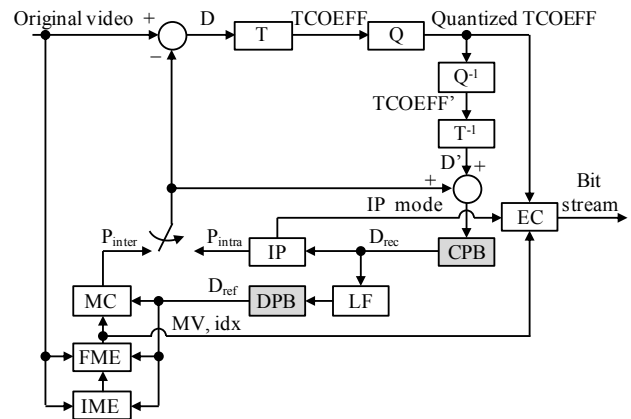 Original video
+
D
T
TCOEFF
Q
Quantized TCOEFF
−
Q-1
TCOEFF’
T-1
D’
+
+
IP mode
EC
Bit stream
Pinter
Pintra
IP
Drec
CPB
MC
Dref
DPB
LF
MV, idx
FME
IME